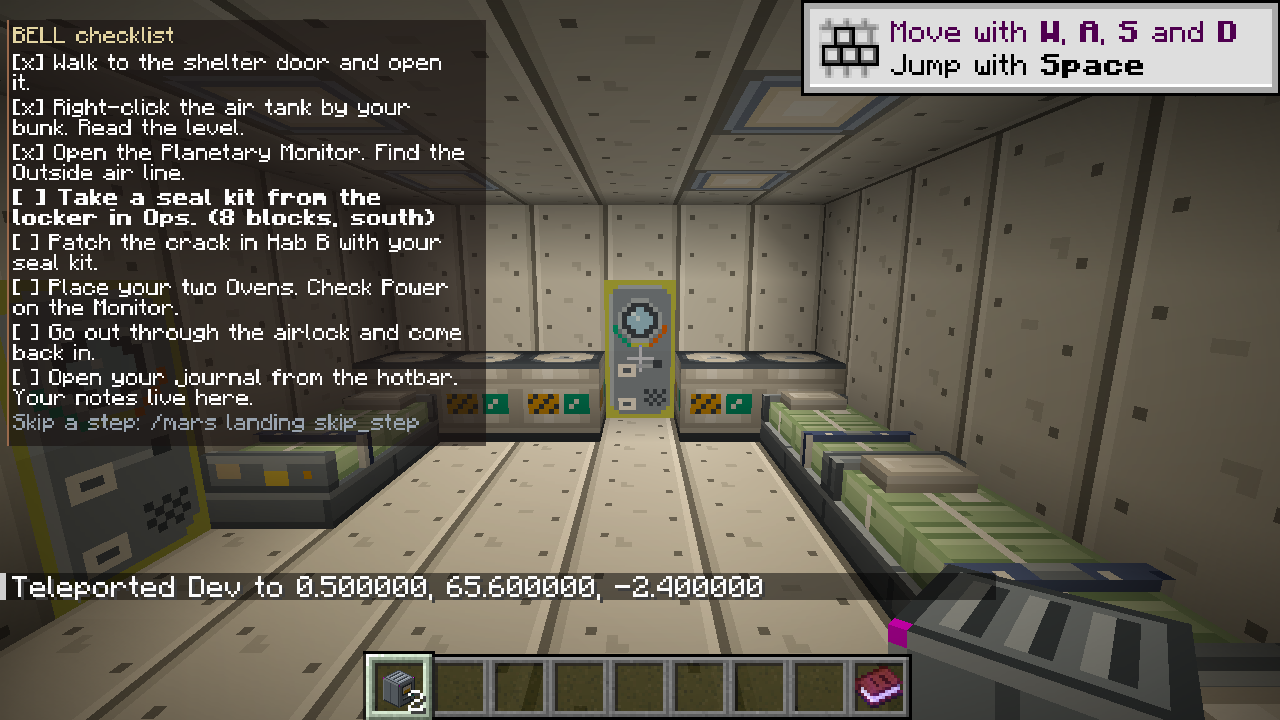 BELL checklist
[x] Walk to the shelter door and open
it.
[x] Right-click the air tank by your
bunk. Read the level.
[x] Open the Planetary Monitor. Find the
Outside air line.
[ ] Take a seal kit from the
locker in Ops. (8 blocks, south)
[ ] Patch the crack in Hab B with your
seal kit.
[ ] Place your two Ovens. Check Power
on the Monitor.
[ ] Go out through the airlock and come
back in.
[ ] Open your journal from the hotbar.
Your notes live here.
Skip a step: /mars landing skip_step
Move with W, A, S and D
Jump with Space
Teleported Dev to 0.500000, 65.600000, -2.400000
2